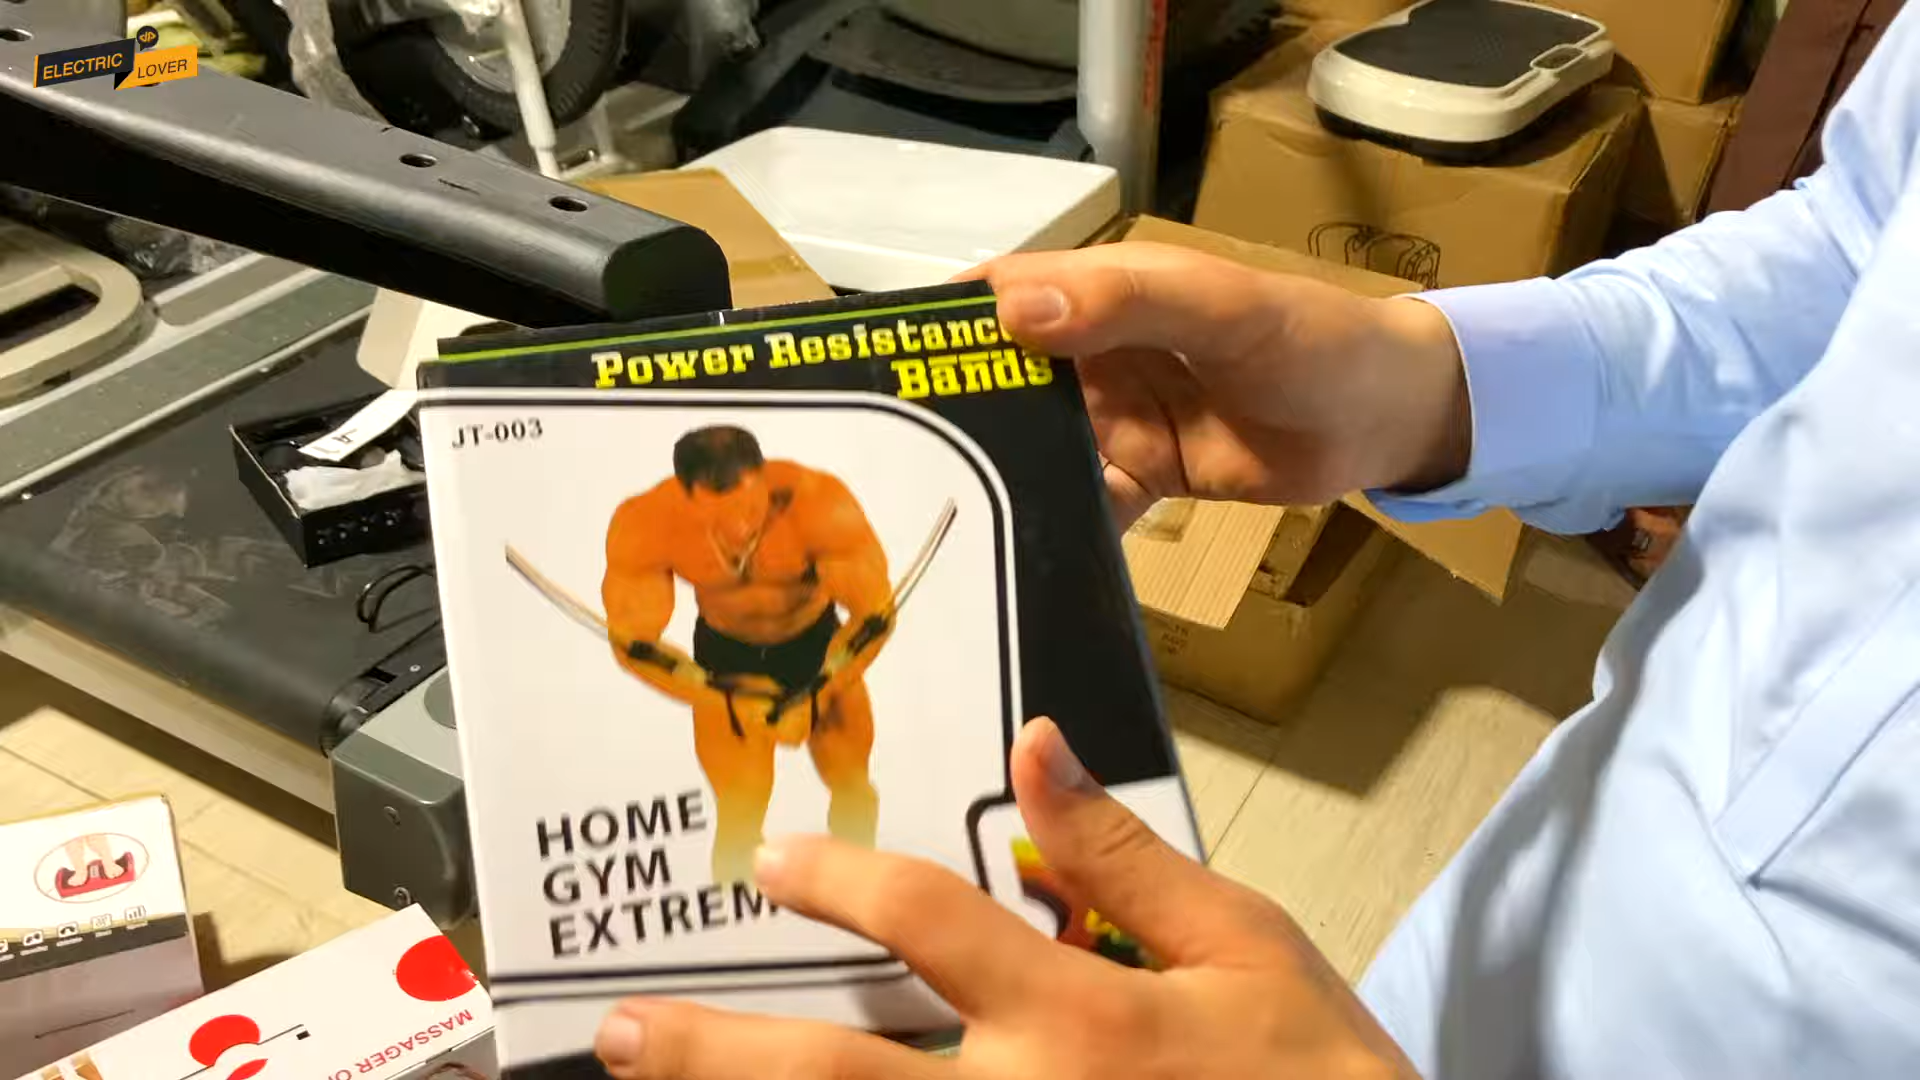 ELECTRIC
LOVER
Power Resistance
Bands
JT-003
HOME
GYM
EXTREM
MASSAGER